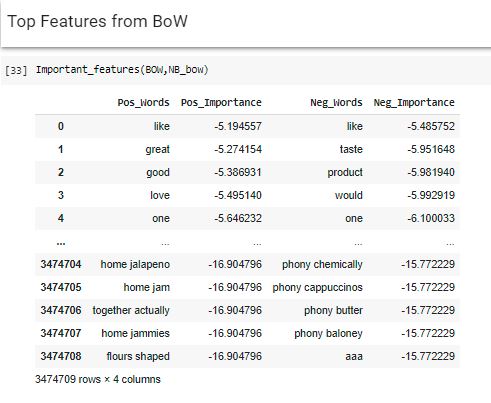 Top Features from BoW
[33] Important_features(BOW,NB_bow)
Pos_Words Pos_Importance Neg_Words Neg_Importance
0 like -5.194557 like -5.485752
1 great -5.274154 taste -5.951648
2 good -5.386931 product -5.981940
3 love -5.495140 would -5.992919
4 one -5.646232 one -6.100033
... ... ... ... ...
3474704 home jalapeno -16.904796 phony chemically -15.772229
3474705 home jam -16.904796 phony cappuccinos -15.772229
3474706 together actually -16.904796 phony butter -15.772229
3474707 home jammies -16.904796 phony baloney -15.772229
3474708 flours shaped -16.904796 aaa -15.772229
3474709 rows × 4 columns